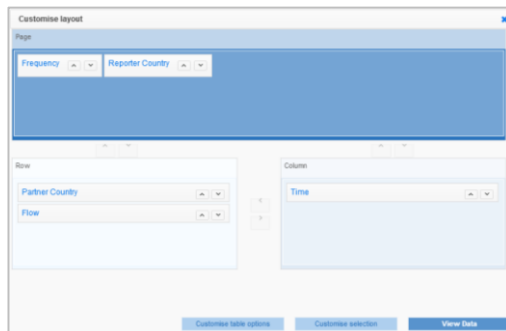 Customise layout
Page
Frequency Reporter Country
Row Column
Partner Country Time
Flow
Customise table options Customise selection View Data